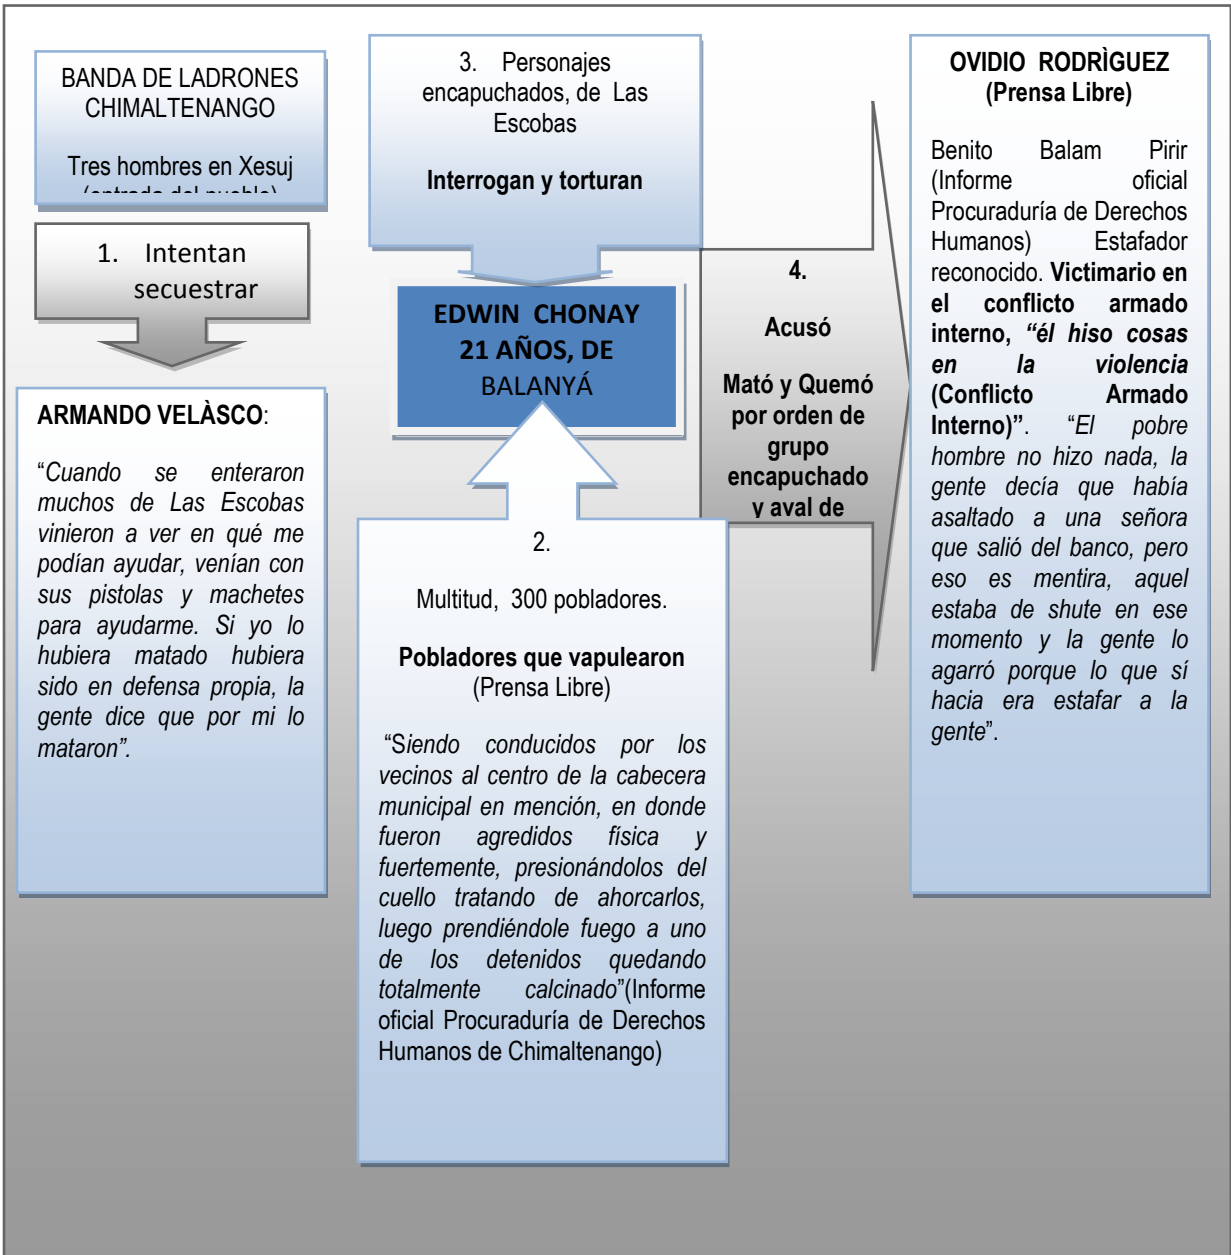 BANDA DE LADRONES
CHIMALTENANGO
Tres hombres en Xesuj
(entrada del pueblo)
1. Intentan
secuestrar
ARMANDO VELÀSCO:
“Cuando se enteraron
muchos de Las Escobas
vinieron a ver en qué me
podían ayudar, venían con
sus pistolas y machetes
para ayudarme. Si yo lo
hubiera matado hubiera
sido en defensa propia, la
gente dice que por mi lo
mataron”.
3. Personajes
encapuchados, de Las
Escobas
Interrogan y torturan
EDWIN CHONAY
21 AÑOS, DE
BALANYÁ
2.
Multitud, 300 pobladores.
Pobladores que vapulearon
(Prensa Libre)
“Siendo conducidos por los
vecinos al centro de la cabecera
municipal en mención, en donde
fueron agredidos física y
fuertemente, presionándolos del
cuello tratando de ahorcarlos,
luego prendiéndole fuego a uno
de los detenidos quedando
totalmente calcinado”(Informe
oficial Procuraduría de Derechos
Humanos de Chimaltenango)
4.
Acusó
Mató y Quemó
por orden de
grupo
encapuchado
y aval de
OVIDIO RODRÌGUEZ
(Prensa Libre)
Benito Balam Pirir
(Informe oficial
Procuraduría de Derechos
Humanos) Estafador
reconocido. Victimario en
el conflicto armado
interno, “él hiso cosas
en la violencia
(Conflicto Armado
Interno)”. “El pobre
hombre no hizo nada, la
gente decía que había
asaltado a una señora
que salió del banco, pero
eso es mentira, aquel
estaba de shute en ese
momento y la gente lo
agarró porque lo que sí
hacia era estafar a la
gente”.